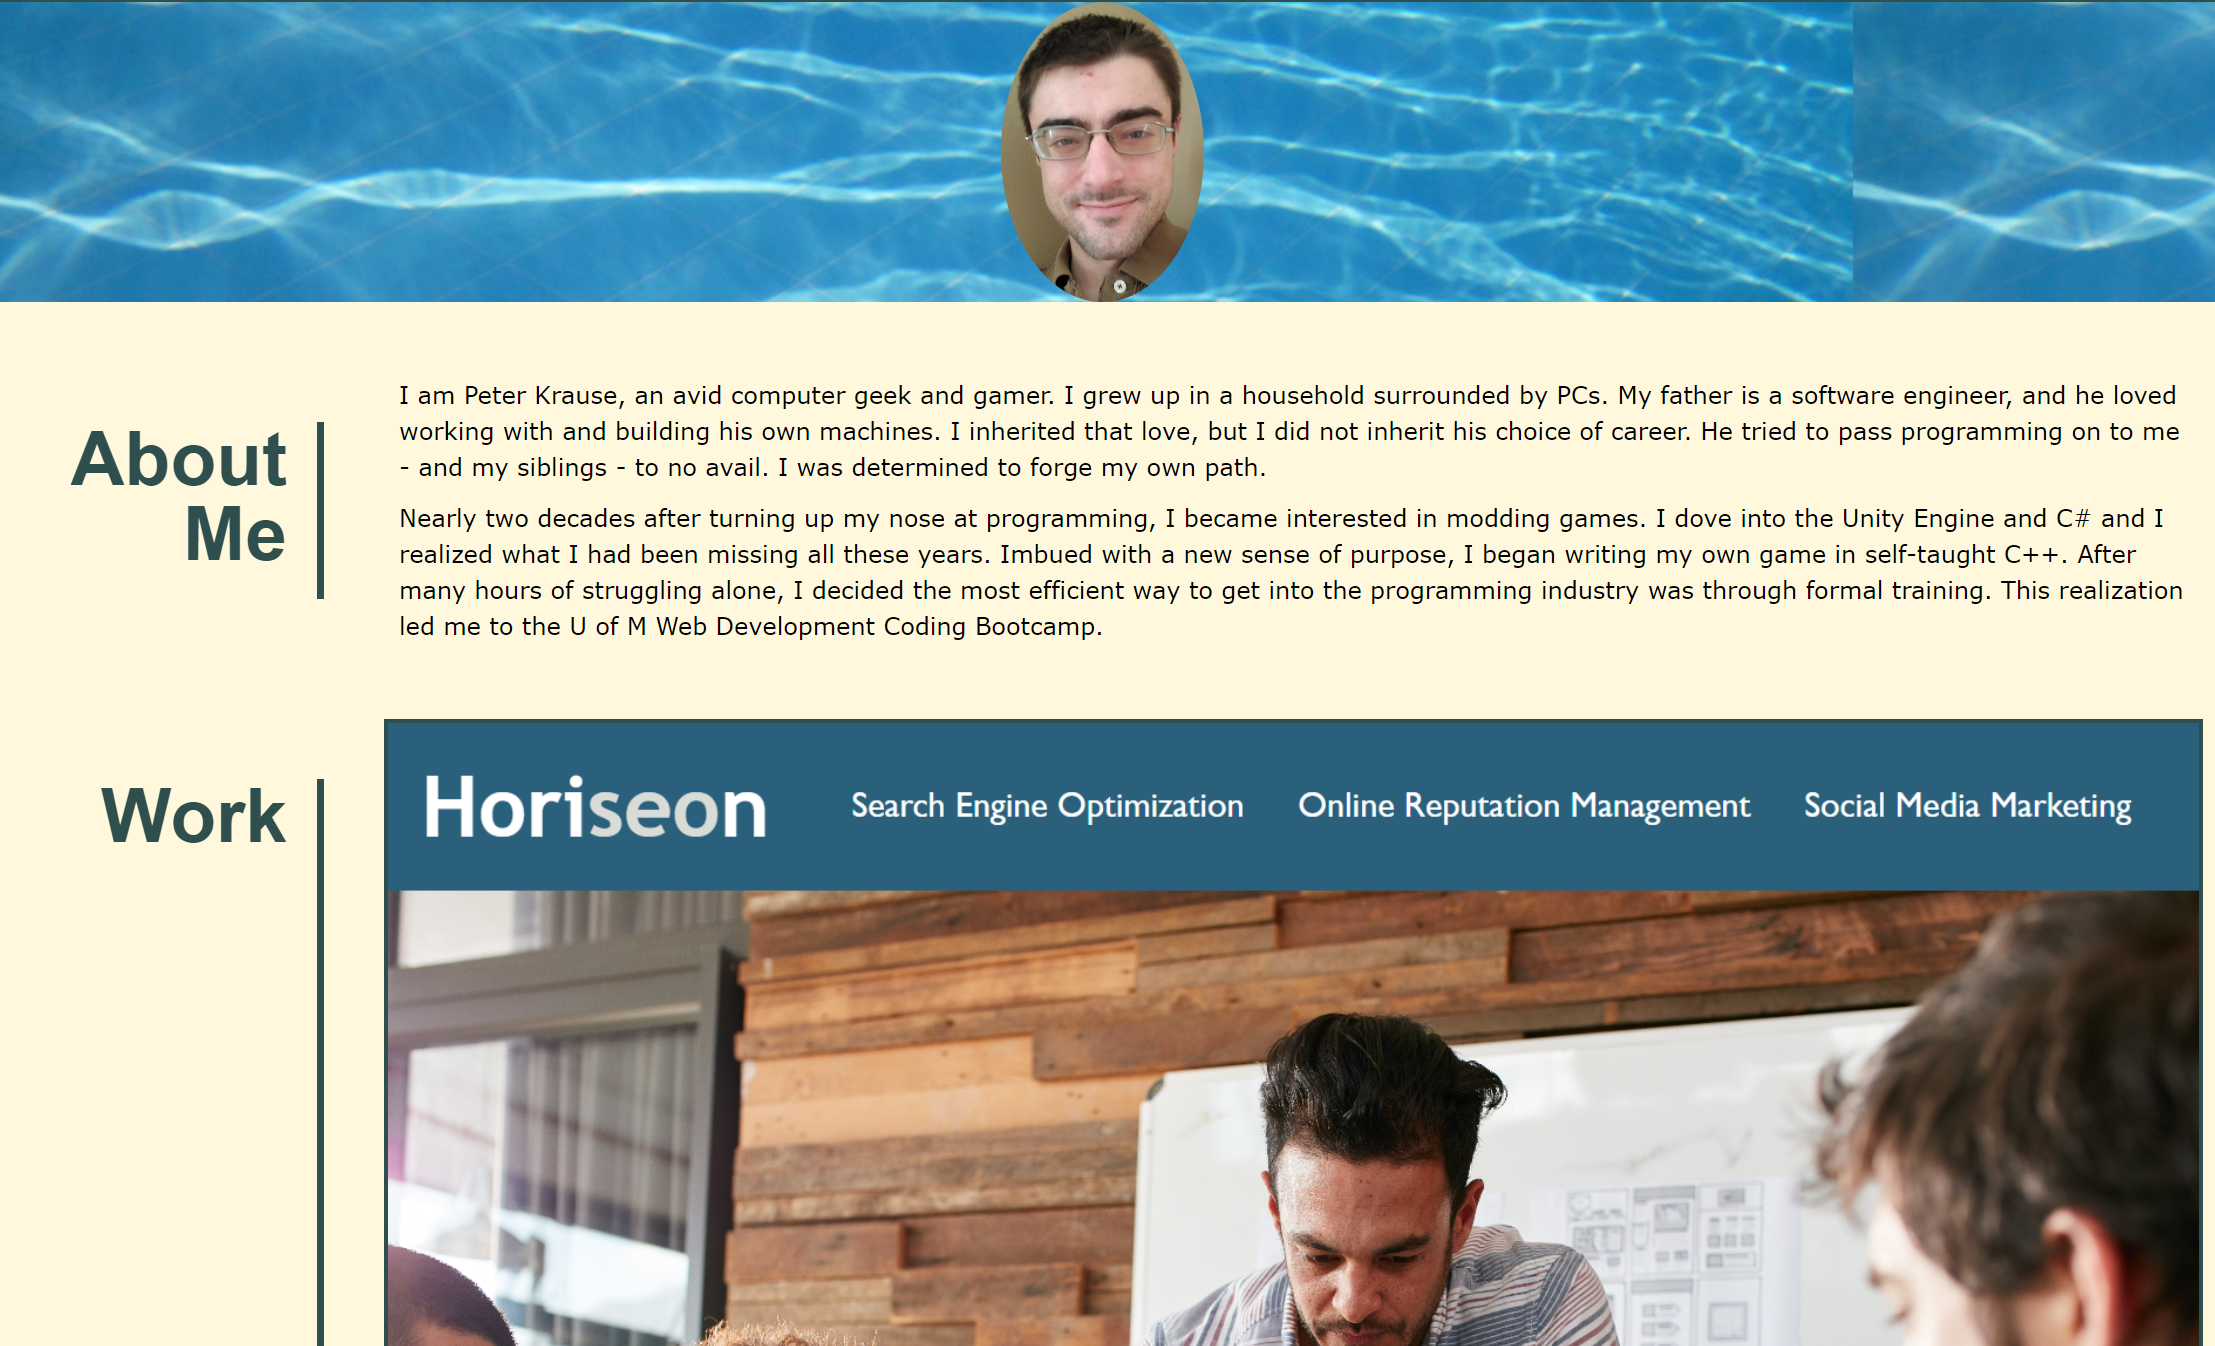 About
Me
I am Peter Krause, an avid computer geek and gamer. I grew up in a household surrounded by PCs. My father is a software engineer, and he loved
working with and building his own machines. I inherited that love, but I did not inherit his choice of career. He tried to pass programming on to me
- and my siblings - to no avail. I was determined to forge my own path.
Nearly two decades after turning up my nose at programming, I became interested in modding games. I dove into the Unity Engine and C# and I
realized what I had been missing all these years. Imbued with a new sense of purpose, I began writing my own game in self-taught C++. After
many hours of struggling alone, I decided the most efficient way to get into the programming industry was through formal training. This realization
led me to the U of M Web Development Coding Bootcamp.
Work
Horiseon
Search Engine Optimization
Online Reputation Management
Social Media Marketing